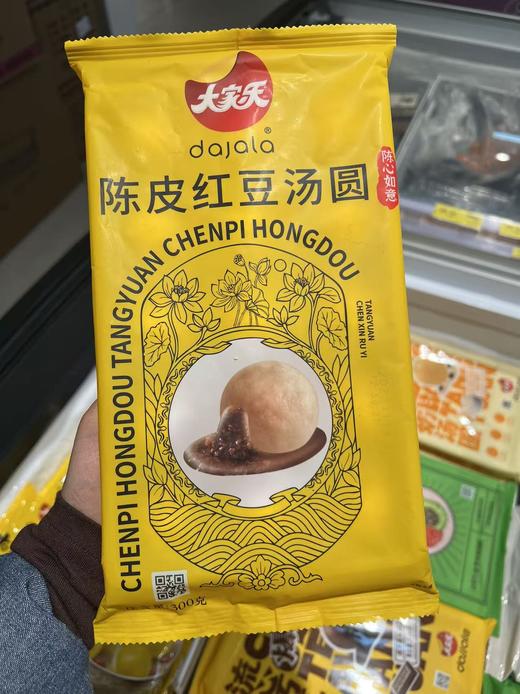 大家乐
dajala®
陈皮红豆汤圆
陈心如意
CHENPI HONGDOU TANGYUAN CHENPI HONGDOU
TANGYUAN
CHEN XIN RU YI
300克
dajala